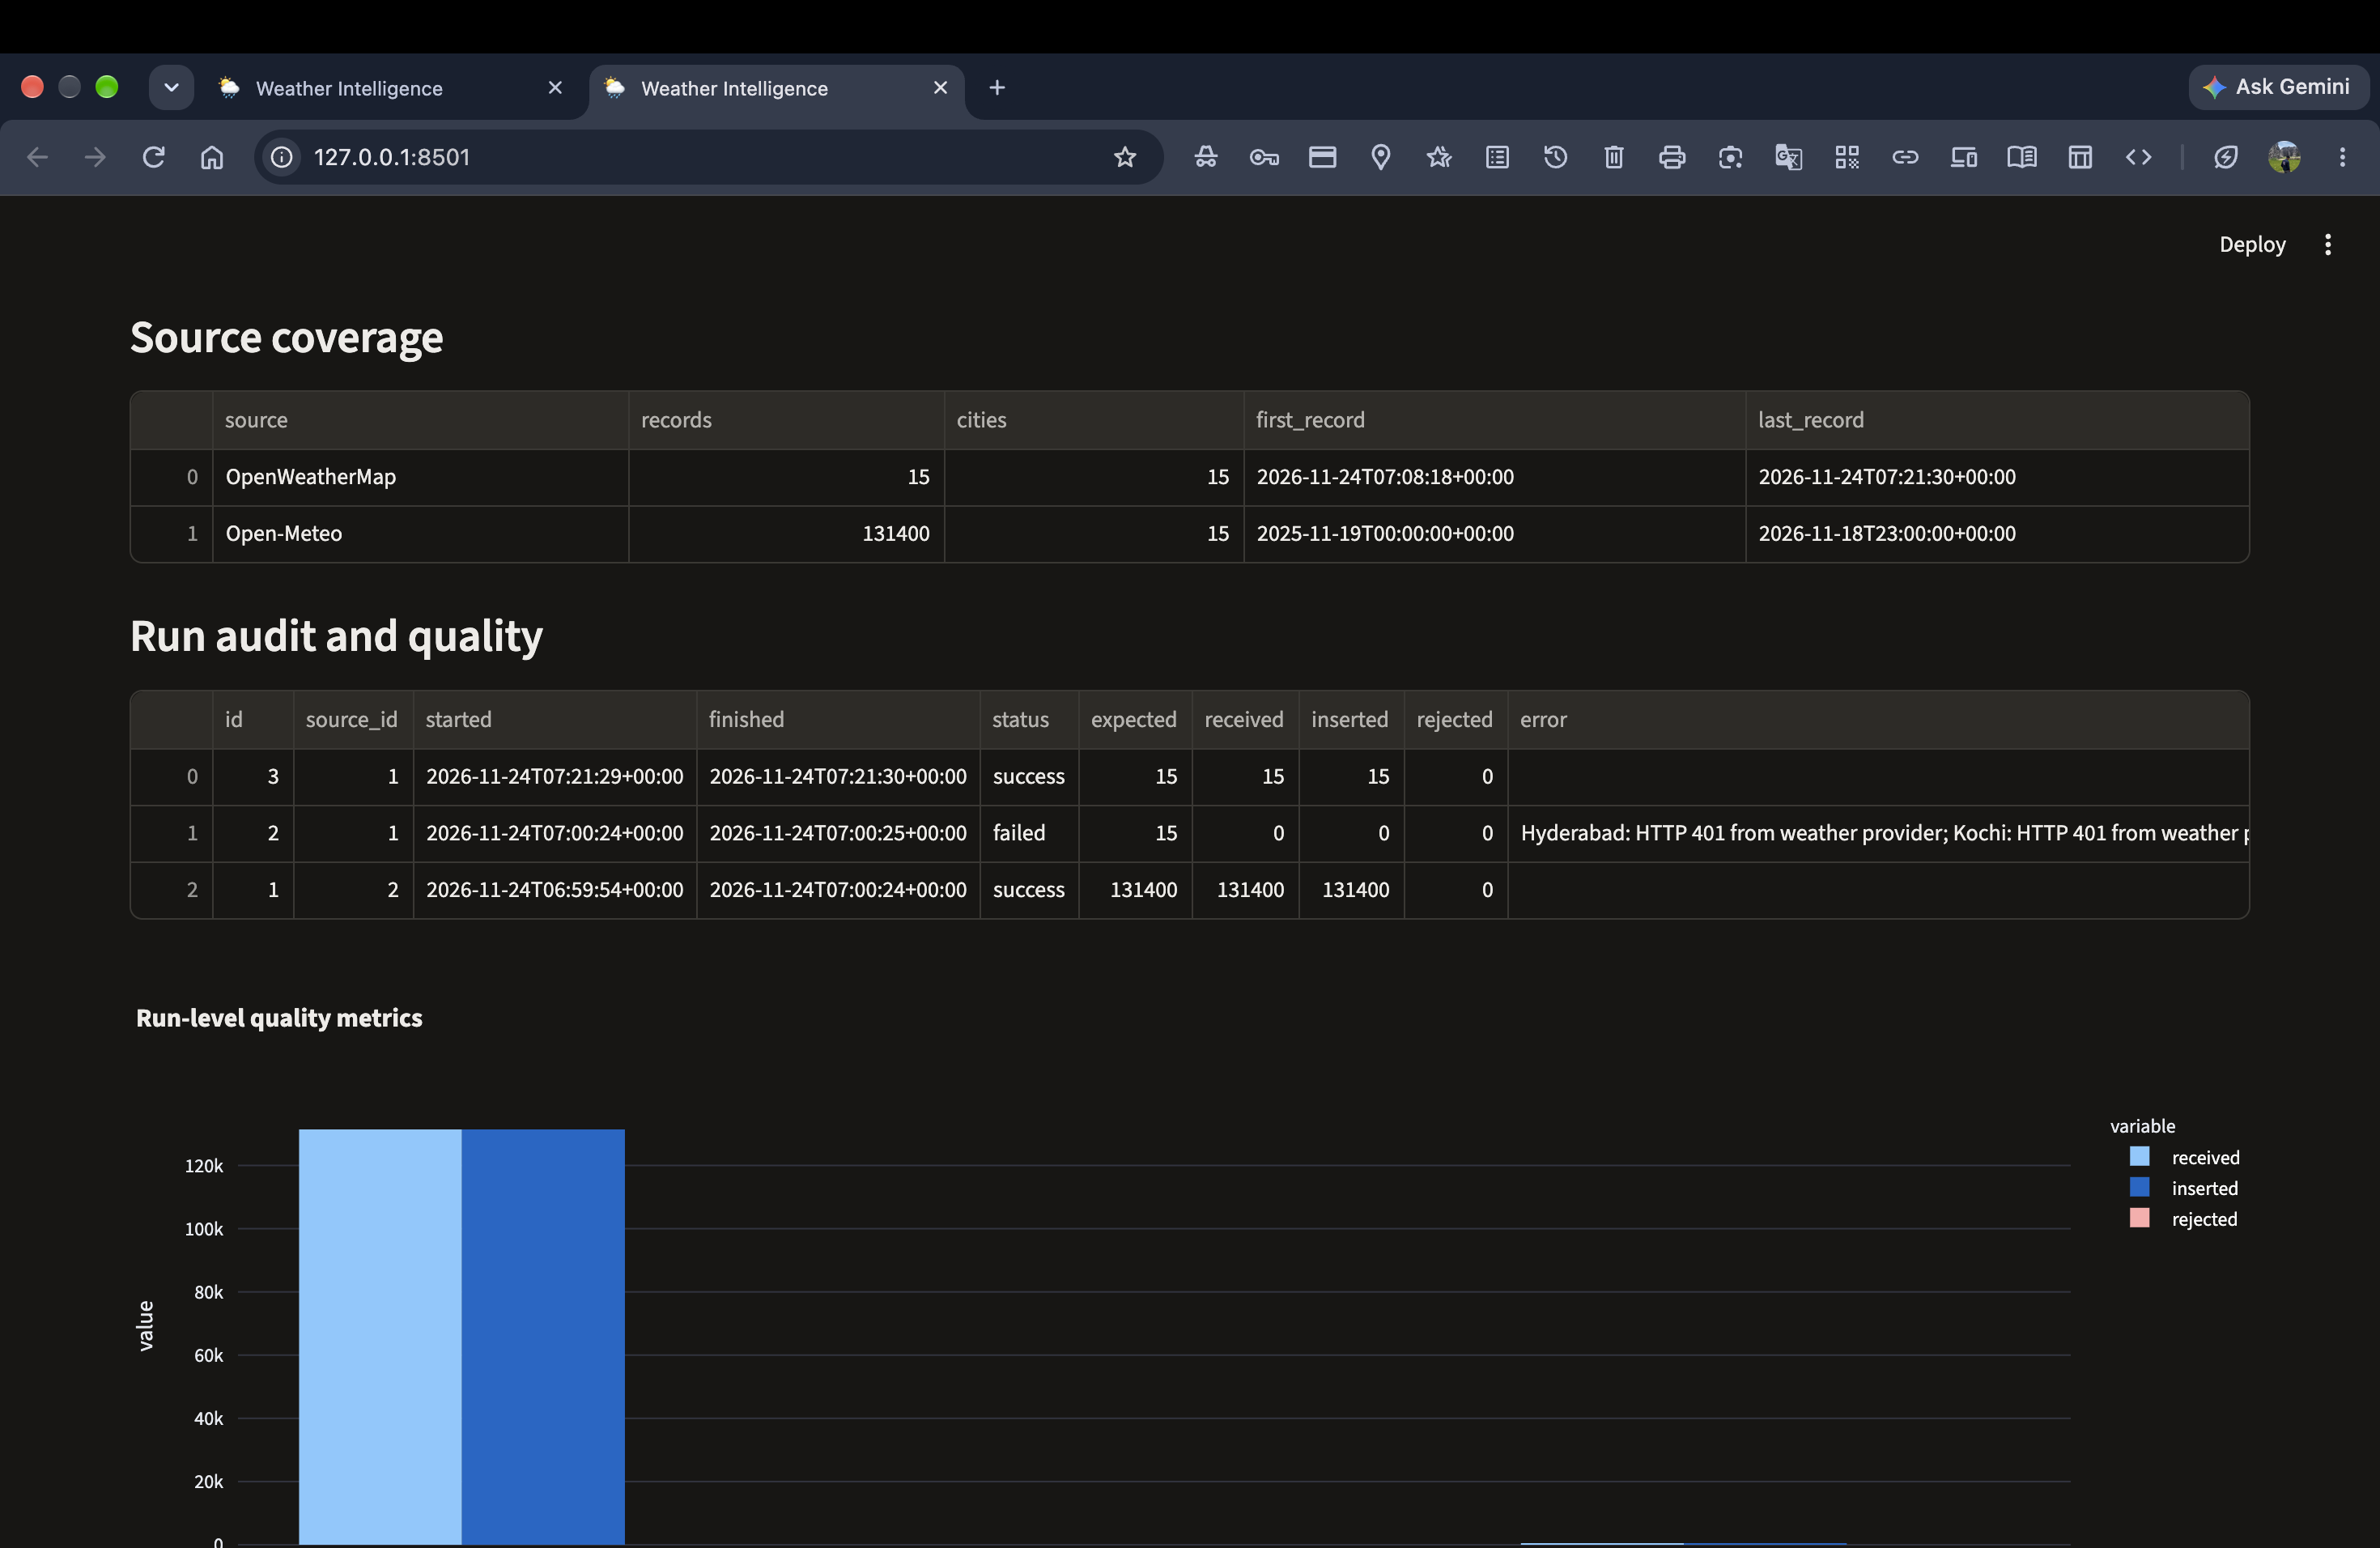 Weather Intelligence
Weather Intelligence
Ask Gemini
127.0.0.1:8501
Deploy
Source coverage
source records cities first_record last_record
0 OpenWeatherMap 15 15 2026-11-24T07:08:18+00:00 2026-11-24T07:21:30+00:00
1 Open-Meteo 131400 15 2025-11-19T00:00:00+00:00 2026-11-18T23:00:00+00:00
Run audit and quality
id source_id started finished status expected received inserted rejected error
0 3 1 2026-11-24T07:21:29+00:00 2026-11-24T07:21:30+00:00 success 15 15 15 0
1 2 1 2026-11-24T07:00:24+00:00 2026-11-24T07:00:25+00:00 failed 15 0 0 0 Hyderabad: HTTP 401 from weather provider; Kochi: HTTP 401 from weather
2 1 2 2026-11-24T06:59:54+00:00 2026-11-24T07:00:24+00:00 success 131400 131400 131400 0
Run-level quality metrics
variable
received
inserted
rejected
value
120k
100k
80k
60k
40k
20k
0